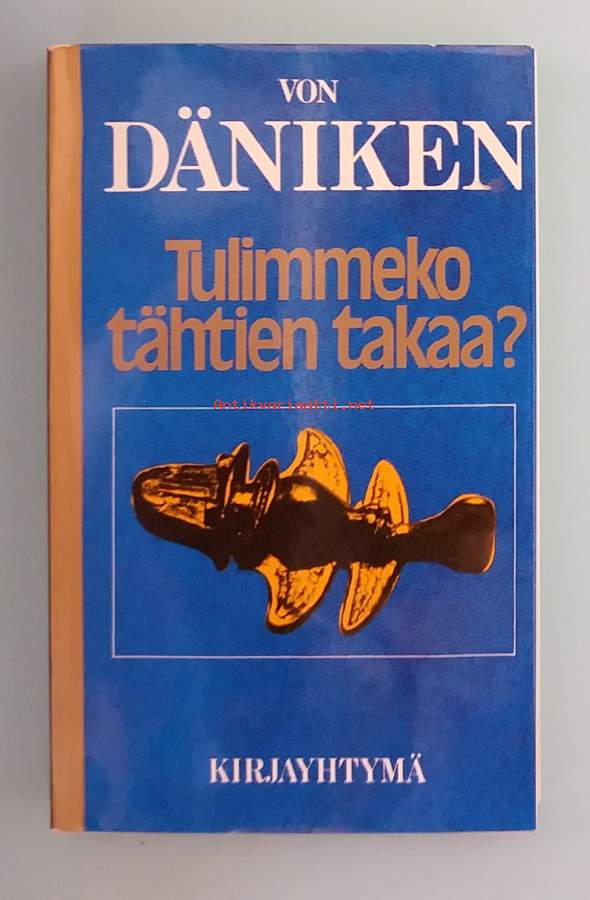 VON
DÄNIKEN
Tulimmeko
tähtien takaa?
Antikvariaatti.net
KIRJAYHTYMÄ